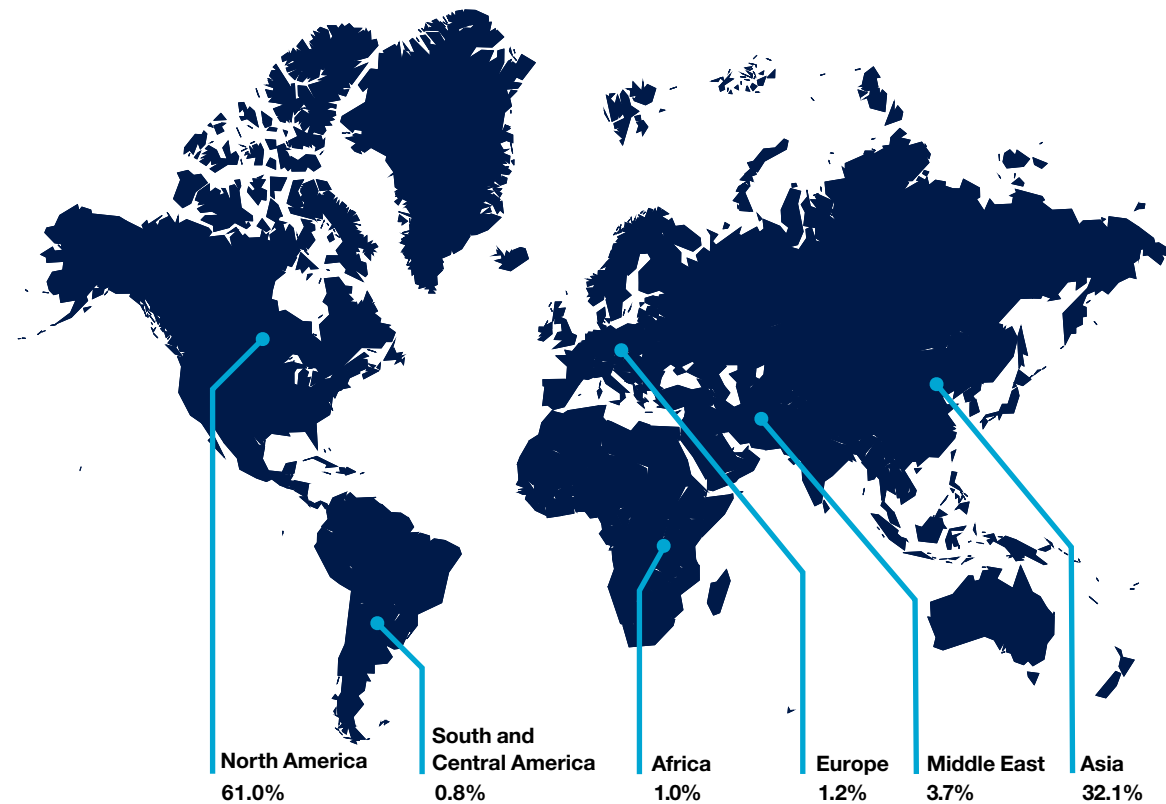 North America
61.0%
South and
Central America
0.8%
Africa
1.0%
Europe
1.2%
Middle East
3.7%
Asia
32.1%